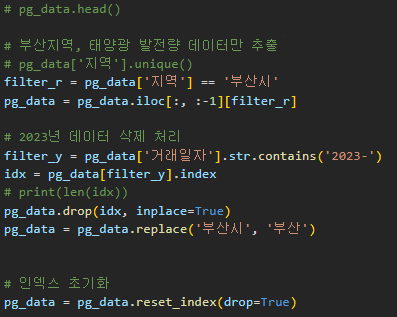 # pg_data.head()
# 부산지역, 태양광 발전량 데이터만 추출
# pg_data['지역'].unique()
filter_r = pg_data['지역'] == '부산시'
pg_data = pg_data.iloc[:, :-1][filter_r]
# 2023년 데이터 삭제 처리
filter_y = pg_data['거래일자'].str.contains('2023-')
idx = pg_data[filter_y].index
# print(len(idx))
pg_data.drop(idx, inplace=True)
pg_data = pg_data.replace('부산시', '부산')
# 인덱스 초기화
pg_data = pg_data.reset_index(drop=True)